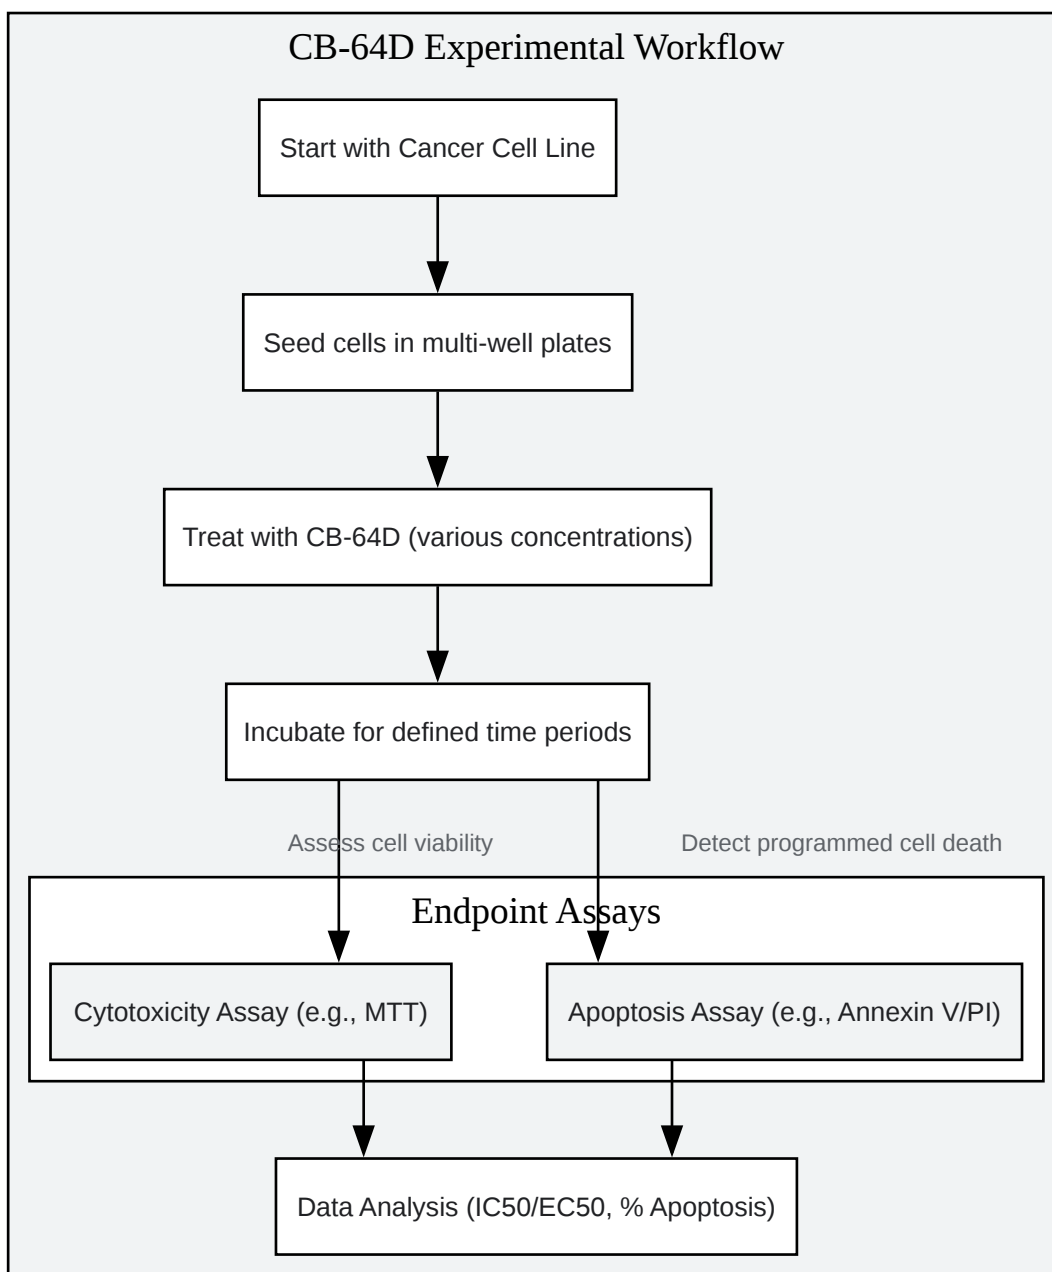 CB-64D Experimental Workflow
Start with Cancer Cell Line
Seed cells in multi-well plates
Treat with CB-64D (various concentrations)
Incubate for defined time periods
Assess cell viability
Detect programmed cell death
Endpoint Assays
Cytotoxicity Assay (e.g., MTT)
Apoptosis Assay (e.g., Annexin V/PI)
Data Analysis (IC50/EC50, % Apoptosis)